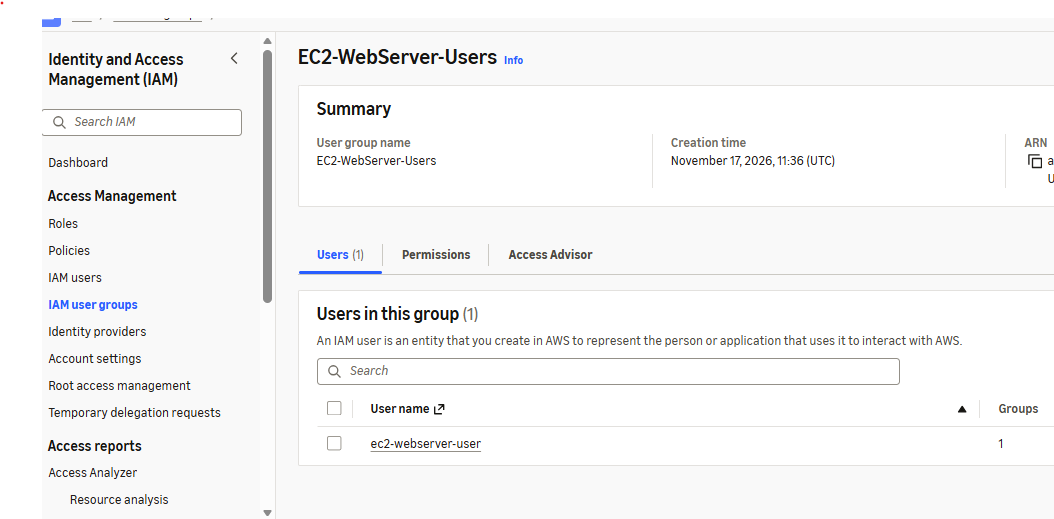 Identity and Access
Management (IAM)
Search IAM
Dashboard
Access Management
Roles
Policies
IAM users
IAM user groups
Identity providers
Account settings
Root access management
Temporary delegation requests
Access reports
Access Analyzer
Resource analysis
EC2-WebServer-Users Info
Summary
User group name
EC2-WebServer-Users
Creation time
November 17, 2026, 11:36 (UTC)
ARN
a
U
Users (1)
Permissions
Access Advisor
Users in this group (1)
An IAM user is an entity that you create in AWS to represent the person or application that uses it to interact with AWS.
Search
User name
Groups
ec2-webserver-user
1